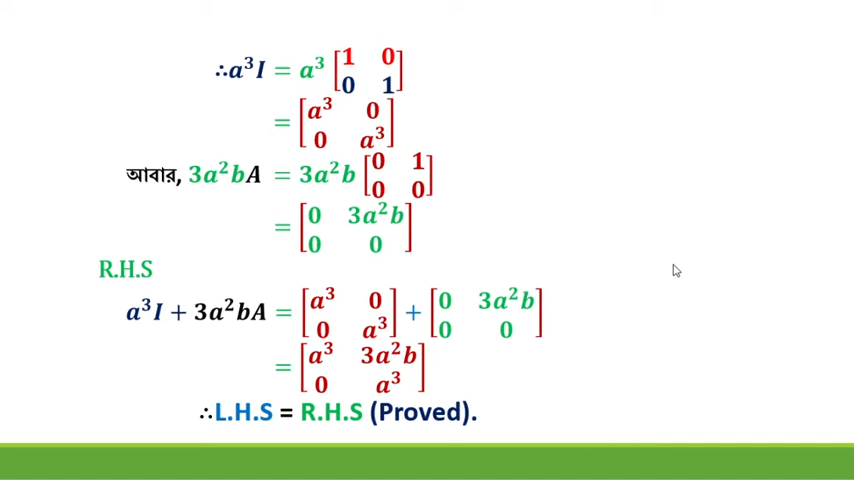 ∴a³I = a³ [1 0
0 1]
= [a³ 0
0 a³]
আবার, 3a²bA = 3a²b [0 1
0 0]
= [0 3a²b
0 0]
R.H.S
a³I + 3a²bA = [a³ 0
0 a³] + [0 3a²b
0 0]
= [a³ 3a²b
0 a³]
∴L.H.S = R.H.S (Proved).